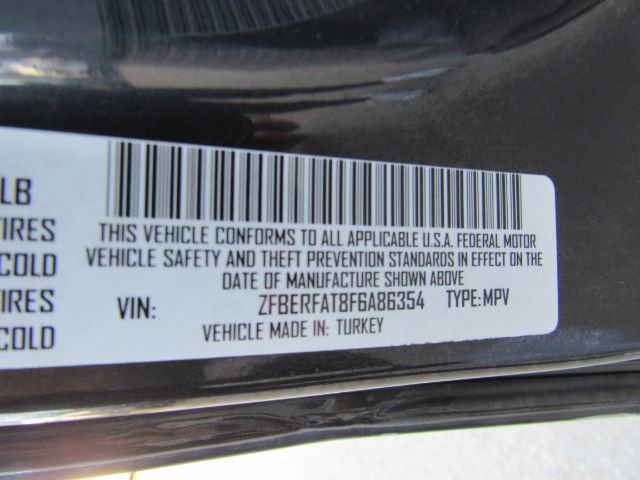 LB
IRES
COLD
IRES
COLD
THIS VEHICLE CONFORMS TO ALL APPLICABLE U.S.A. FEDERAL MOTOR
VEHICLE SAFETY AND THEFT PREVENTION STANDARDS IN EFFECT ON THE
DATE OF MANUFACTURE SHOWN ABOVE
VIN: ZFBERFAT8F6A86354 TYPE:MPV
VEHICLE MADE IN: TURKEY